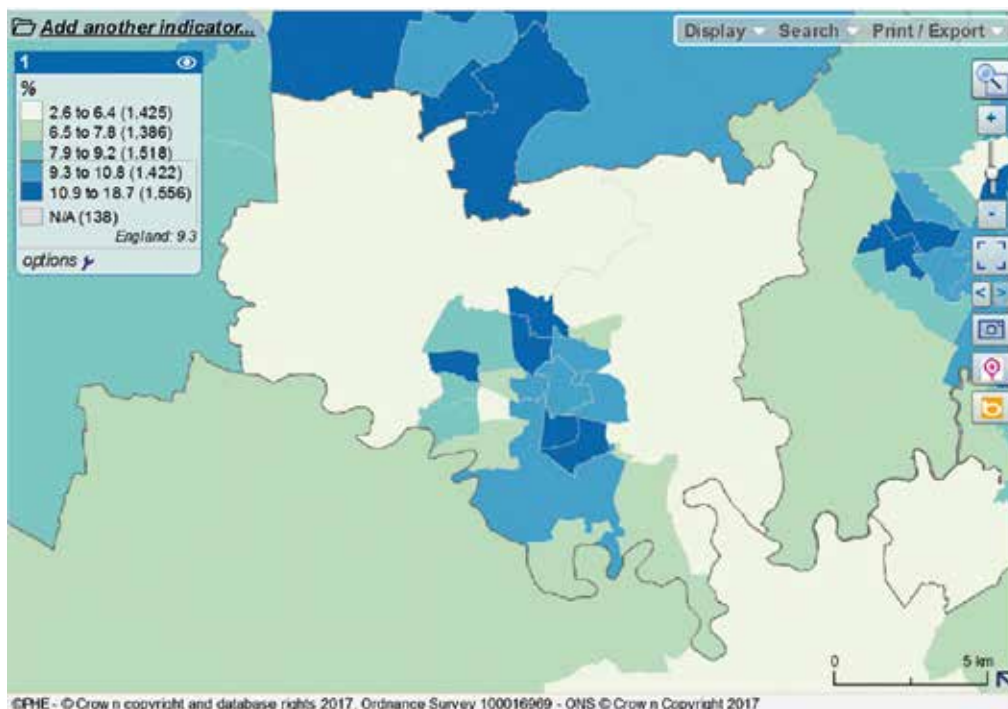 Add another indicator...
Display Search Print / Export
1
%
2.6 to 6.4 (1.425)
6.5 to 7.8 (1.386)
7.9 to 9.2 (1.518)
9.3 to 10.8 (1.422)
10.9 to 18.7 (1.556)
N/A (138)
England: 9.3
options
+
-
< >
0 5 km
©PHE - © Crown copyright and database rights 2017, Ordnance Survey 100016969 - ONS © Crown Copyright 2017